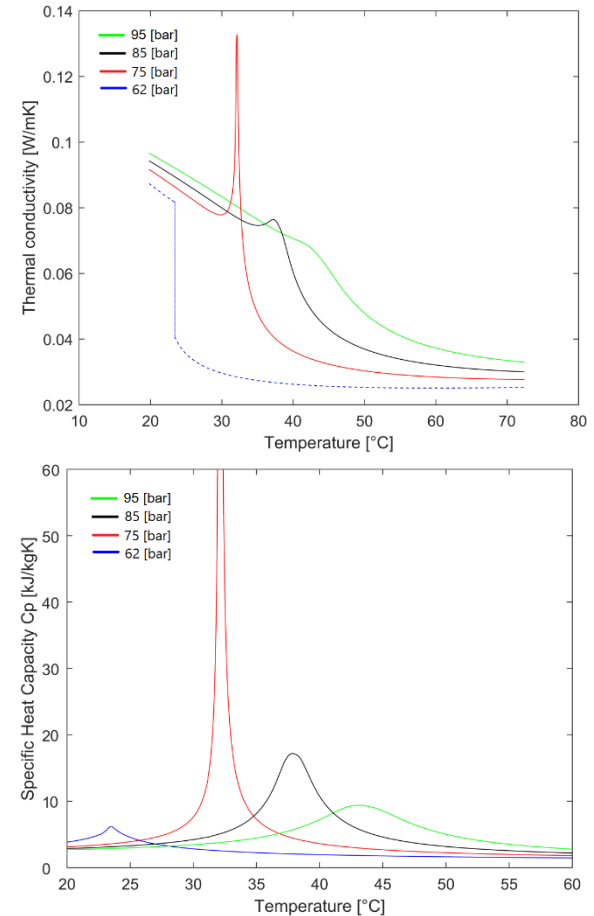 0.14
0.12
0.1
0.08
0.06
0.04
0.02
Thermal conductivity [W/mK]
95 [bar]
85 [bar]
75 [bar]
62 [bar]
10 20 30 40 50 60 70 80
Temperature [°C]
60
50
40
30
20
10
0
Specific Heat Capacity Cp [kJ/kgK]
95 [bar]
85 [bar]
75 [bar]
62 [bar]
20 25 30 35 40 45 50 55 60
Temperature [°C]